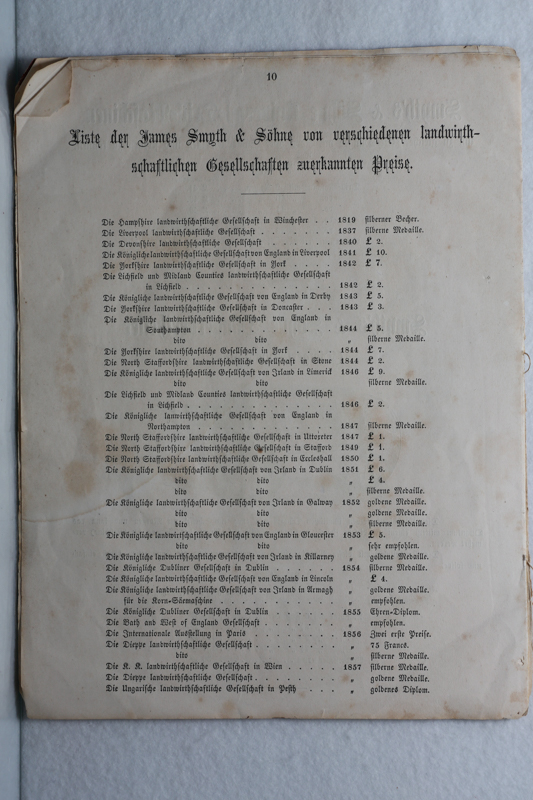 10
Liste der James Smyth & Söhne von verschiedenen landwirth-
schaftlichen Gesellschaften zuerkannten Preise.
Die Hampshire landwirthschaftliche Gesellschaft in Winchester . . 1819 silberner Becher.
Die Liverpool landwirthschaftliche Gesellschaft . . . . . . . 1837 silberne Medaille.
Die Devonshire landwirthschaftliche Gesellschaft . . . . . . 1840 £ 2.
Die Königliche landwirthschaftliche Gesellschaft von England in Liverpool 1841 £ 10.
Die Yorkshire landwirthschaftliche Gesellschaft in York . . . . 1842 £ 7.
Die Lichfield und Midland Counties landwirthschaftliche Gesellschaft
in Lichfield . . . . . . . . . . . . . . 1842 £ 2.
Die Königliche landwirthschaftliche Gesellschaft von England in Derby 1843 £ 5.
Die Yorkshire landwirthschaftliche Gesellschaft in Doncaster . . . 1843 £ 3.
Die Königliche landwirthschaftliche Gesellschaft von England in
Southampton . . . . . . . . . . . . . 1844 £ 5.
dito dito „ silberne Medaille.
Die Yorkshire landwirthschaftliche Gesellschaft in York . . . . 1844 £ 7.
Die North Staffordshire landwirthschaftliche Gesellschaft in Stone 1844 £ 2.
Die Königliche landwirthschaftliche Gesellschaft von Irland in Limerick 1846 £ 9.
dito dito silberne Medaille.
Die Lichfield und Midland Counties landwirthschaftliche Gesellschaft
in Lichfield . . . . . . . . . . . . . . 1846 £ 2.
Die Königliche lanwirthschaftliche Gesellschaft von England in
Northampton . . . . . . . . . . . . . 1847 silberne Medaille.
Die North Staffordshire landwirthschaftliche Gesellschaft in Uttoxeter 1847 £ 1.
Die North Staffordshire landwirthschaftliche Gesellschaft in Stafford 1849 £ 1.
Die North Staffordshire landwirthschaftliche Gesellschaft in Eccleshall 1850 £ 1.
Die Königliche landwirthschaftliche Gesellschaft von Irland in Dublin 1851 £ 6.
dito dito „ £ 4.
dito dito „ silberne Medaille.
Die Königliche landwirthschaftliche Gesellschaft von Irland in Galway 1852 goldene Medaille.
dito dito „ goldene Medaille.
dito dito „ silberne Medaille.
Die Königliche landwirthschaftliche Gesellschaft von England in Gloucester 1853 £ 5.
dito dito „ sehr empfohlen.
Die Königliche landwirthschaftliche Gesellschaft von Irland in Killarney „ goldene Medaille.
Die Königliche Dubliner Gesellschaft in Dublin . . . . . . 1854 silberne Medaille.
Die Königliche landwirthschaftliche Gesellschaft von England in Lincoln „ £ 4.
Die Königliche landwirthschaftliche Gesellschaft von Irland in Armagh „ goldene Medaille.
für die Korn-Säemaschine . . . . . . . . . . . „ empfohlen.
Die Königliche Dubliner Gesellschaft in Dublin . . . . . . 1855 Ehren-Diplom.
Die Bath and West of England Gesellschaft . . . . . . . „ empfohlen.
Die Internationale Ausstellung in Paris . . . . . . . . 1856 Zwei erste Preise.
Die Dieppe landwirthschaftliche Gesellschaft . . . . . . . . „ 75 Francs.
dito „ silberne Medaille.
Die K. K. landwirthschaftliche Gesellschaft in Wien . . . . . 1857 silberne Medaille.
Die Dieppe landwirthschaftliche Gesellschaft . . . . . . . . „ goldene Medaille.
Die Ungarische landwirthschaftliche Gesellschaft in Pesth . . . „ goldenes Diplom.